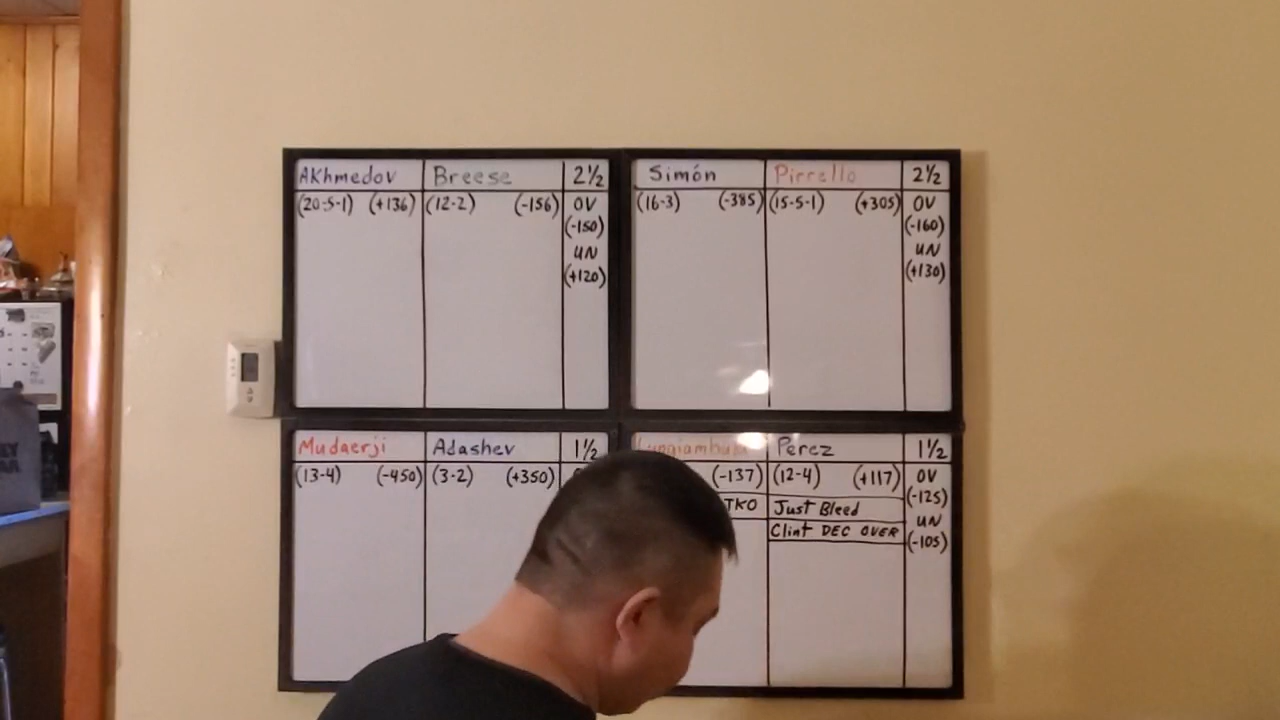 Akhmedov Breese 2½
(20-5-1) (+136) (12-2) (-156) OV
(-150)
UN
(+120)
Simón Pirrello 2½
(16-3) (-385) (15-5-1) (+305) OV
(-160)
UN
(+130)
Mudaerji Adashev 1½
(13-4) (-450) (3-2) (+350)
Lungiambula Perez 1½
(-137) (12-4) (+117) OV
(-125)
TKO Just Bleed
UN
Clint DEC OVER
(-105)